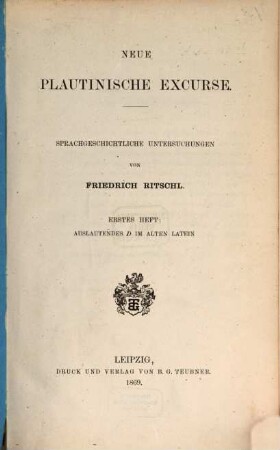 NEUE
PLAUTINISCHE EXCURSE.
SPRACHGESCHICHTLICHE UNTERSUCHUNGEN
VON
FRIEDRICH RITSCHL.
ERSTES HEFT:
AUSLAUTENDES D IM ALTEN LATEIN
LEIPZIG,
DRUCK UND VERLAG VON B. G. TEUBNER.
1869.